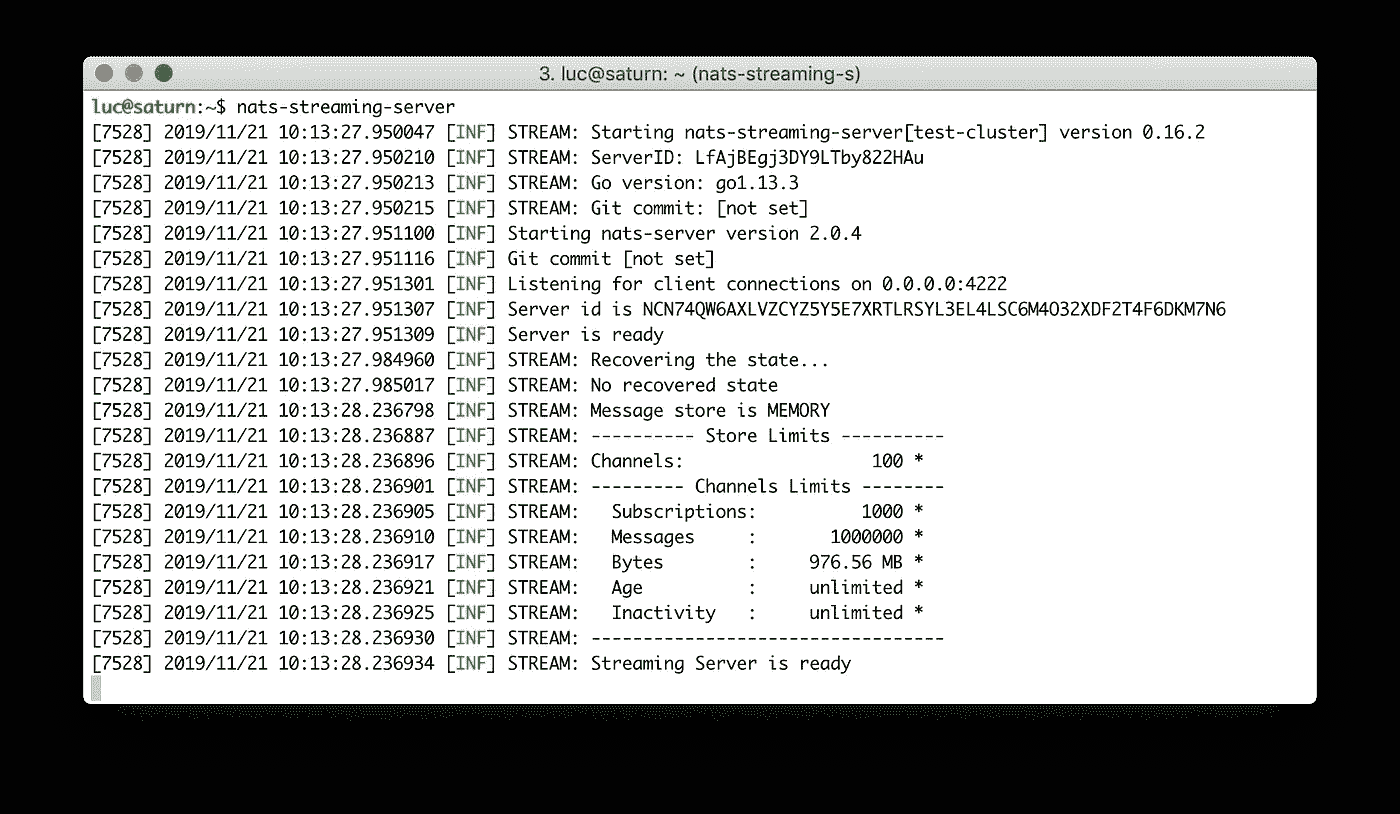 3. luc@saturn: ~ (nats-streaming-s)
luc@saturn:~$ nats-streaming-server
[7528] 2019/11/21 10:13:27.950047 [INF] STREAM: Starting nats-streaming-server[test-cluster] version 0.16.2
[7528] 2019/11/21 10:13:27.950210 [INF] STREAM: ServerID: LfAjBEgj3DY9LTby822HAu
[7528] 2019/11/21 10:13:27.950213 [INF] STREAM: Go version: go1.13.3
[7528] 2019/11/21 10:13:27.950215 [INF] STREAM: Git commit: [not set]
[7528] 2019/11/21 10:13:27.951100 [INF] Starting nats-server version 2.0.4
[7528] 2019/11/21 10:13:27.951116 [INF] Git commit [not set]
[7528] 2019/11/21 10:13:27.951301 [INF] Listening for client connections on 0.0.0.0:4222
[7528] 2019/11/21 10:13:27.951307 [INF] Server id is NCN74QW6AXLVZCYZ5Y5E7XRTLRSYL3EL4LSC6M4O32XDF2T4F6DKM7N6
[7528] 2019/11/21 10:13:27.951309 [INF] Server is ready
[7528] 2019/11/21 10:13:27.984960 [INF] STREAM: Recovering the state...
[7528] 2019/11/21 10:13:27.985017 [INF] STREAM: No recovered state
[7528] 2019/11/21 10:13:28.236798 [INF] STREAM: Message store is MEMORY
[7528] 2019/11/21 10:13:28.236887 [INF] STREAM: ---------- Store Limits ----------
[7528] 2019/11/21 10:13:28.236896 [INF] STREAM: Channels:                  100 *
[7528] 2019/11/21 10:13:28.236901 [INF] STREAM: --------- Channels Limits --------
[7528] 2019/11/21 10:13:28.236905 [INF] STREAM:   Subscriptions:          1000 *
[7528] 2019/11/21 10:13:28.236910 [INF] STREAM:   Messages     :       1000000 *
[7528] 2019/11/21 10:13:28.236917 [INF] STREAM:   Bytes        :     976.56 MB *
[7528] 2019/11/21 10:13:28.236921 [INF] STREAM:   Age          :     unlimited *
[7528] 2019/11/21 10:13:28.236925 [INF] STREAM:   Inactivity   :     unlimited *
[7528] 2019/11/21 10:13:28.236930 [INF] STREAM: ----------------------------------
[7528] 2019/11/21 10:13:28.236934 [INF] STREAM: Streaming Server is ready